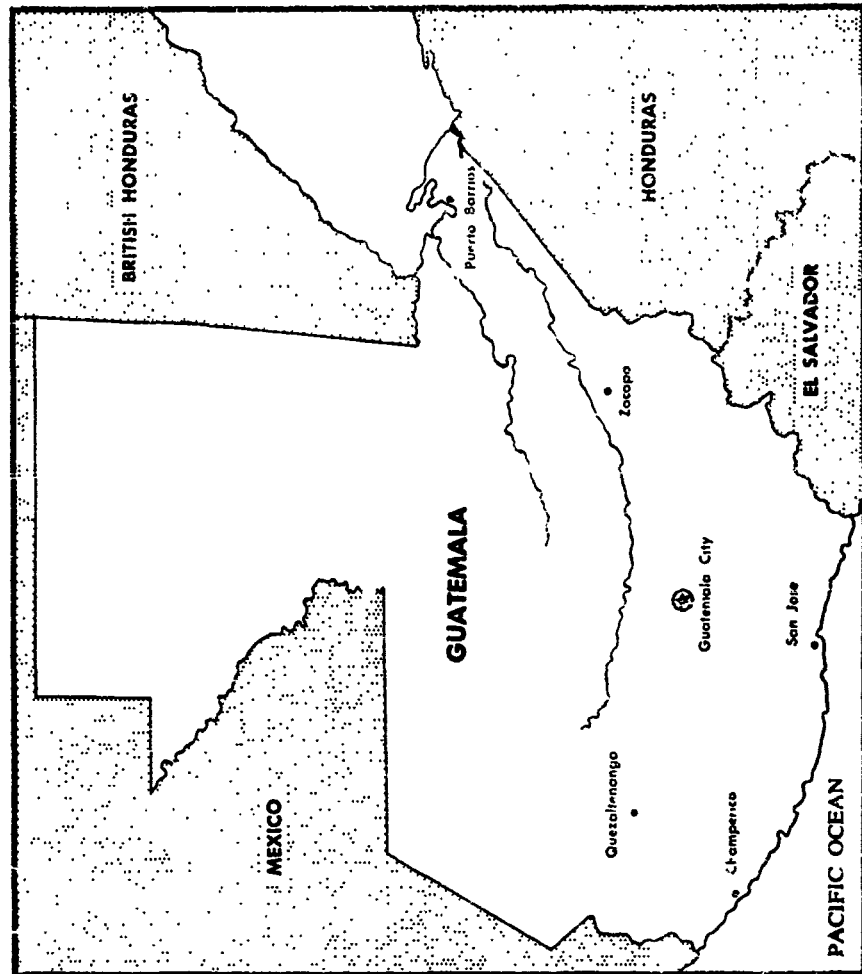 BRITISH HONDURAS
MEXICO
GUATEMALA
Puerto Barrios
HONDURAS
Zacapa
EL SALVADOR
Quezaltenango
Guatemala City
Champerico
San Jose
PACIFIC OCEAN